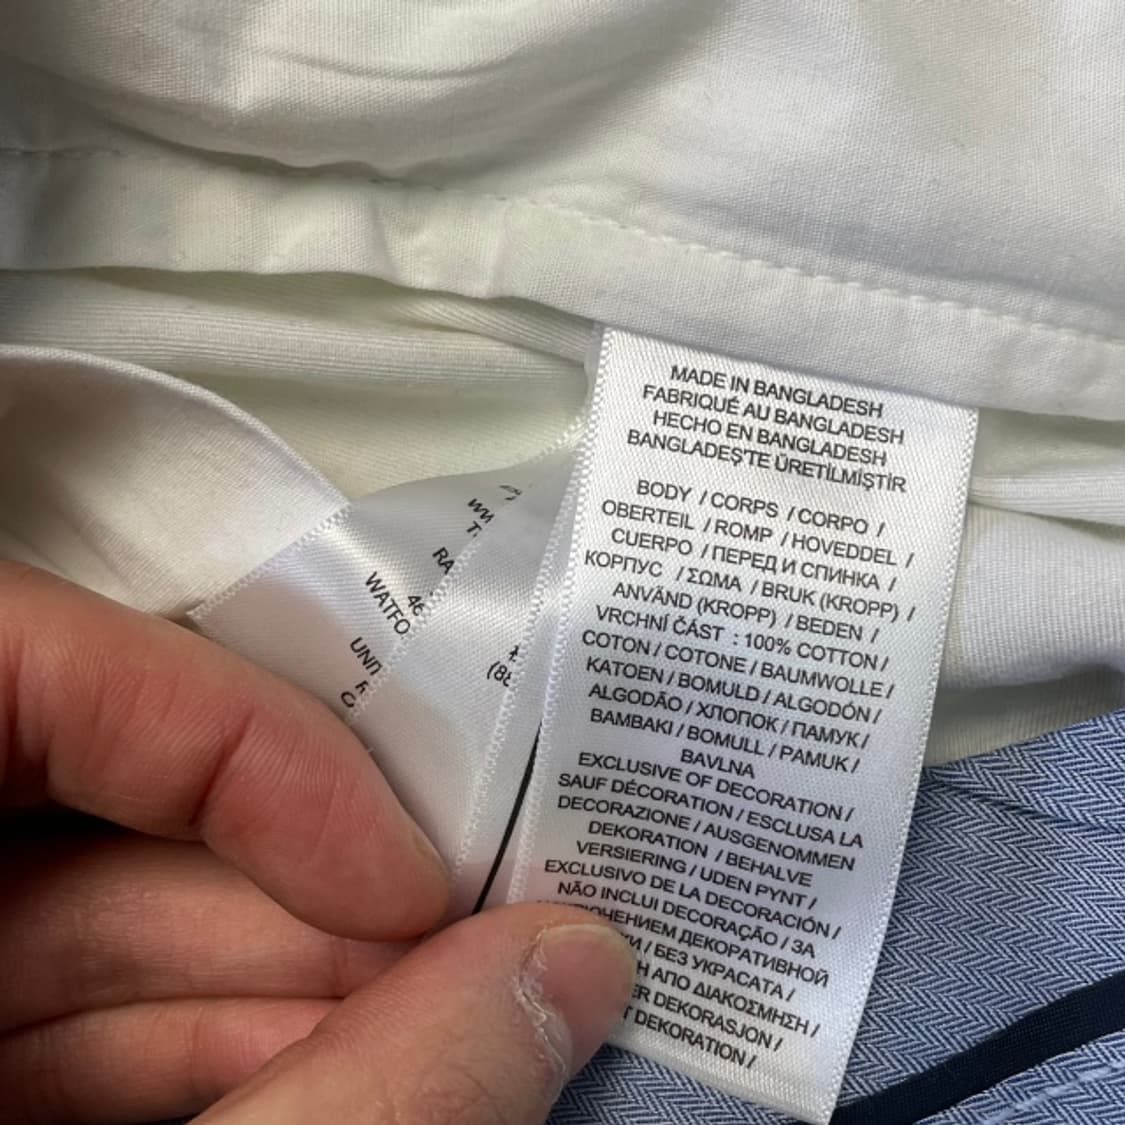 MADE IN BANGLADESH
FABRIQUÉ AU BANGLADESH
HECHO EN BANGLADESH
BANGLADEŞ'TE ÜRETİLMİŞTİR
BODY / CORPS / CORPO /
OBERTEIL / ROMP / HOVEDDEL /
CUERPO / ПЕРЕД И СПИНКА /
КОРПУС / ΣΩΜΑ / BRUK (KROPP) /
ANVÄND (KROPP) / BEDEN /
VRCHNÍ ČÁST : 100% COTTON /
COTON / COTONE / BAUMWOLLE /
KATOEN / BOMULD / ALGODÓN /
ALGODÃO / ХЛОПОК / ПАМУК /
BAMBAKI / BOMULL / PAMUK /
BAVLNA
EXCLUSIVE OF DECORATION /
SAUF DÉCORATION / ESCLUSA LA
DECORAZIONE / AUSGENOMMEN
DEKORATION / BEHALVE
VERSIERING / UDEN PYNT /
EXCLUSIVO DE LA DECORACIÓN /
NÃO INCLUI DECORAÇÃO / ЗА
ДЕКОРАТИВНОЙ
/ БЕЗ УКРАСАТА /
ΑΠΟ ΔΙΑΚΟΣΜΗΣΗ /
DEKORASJON /
DEKORATION /